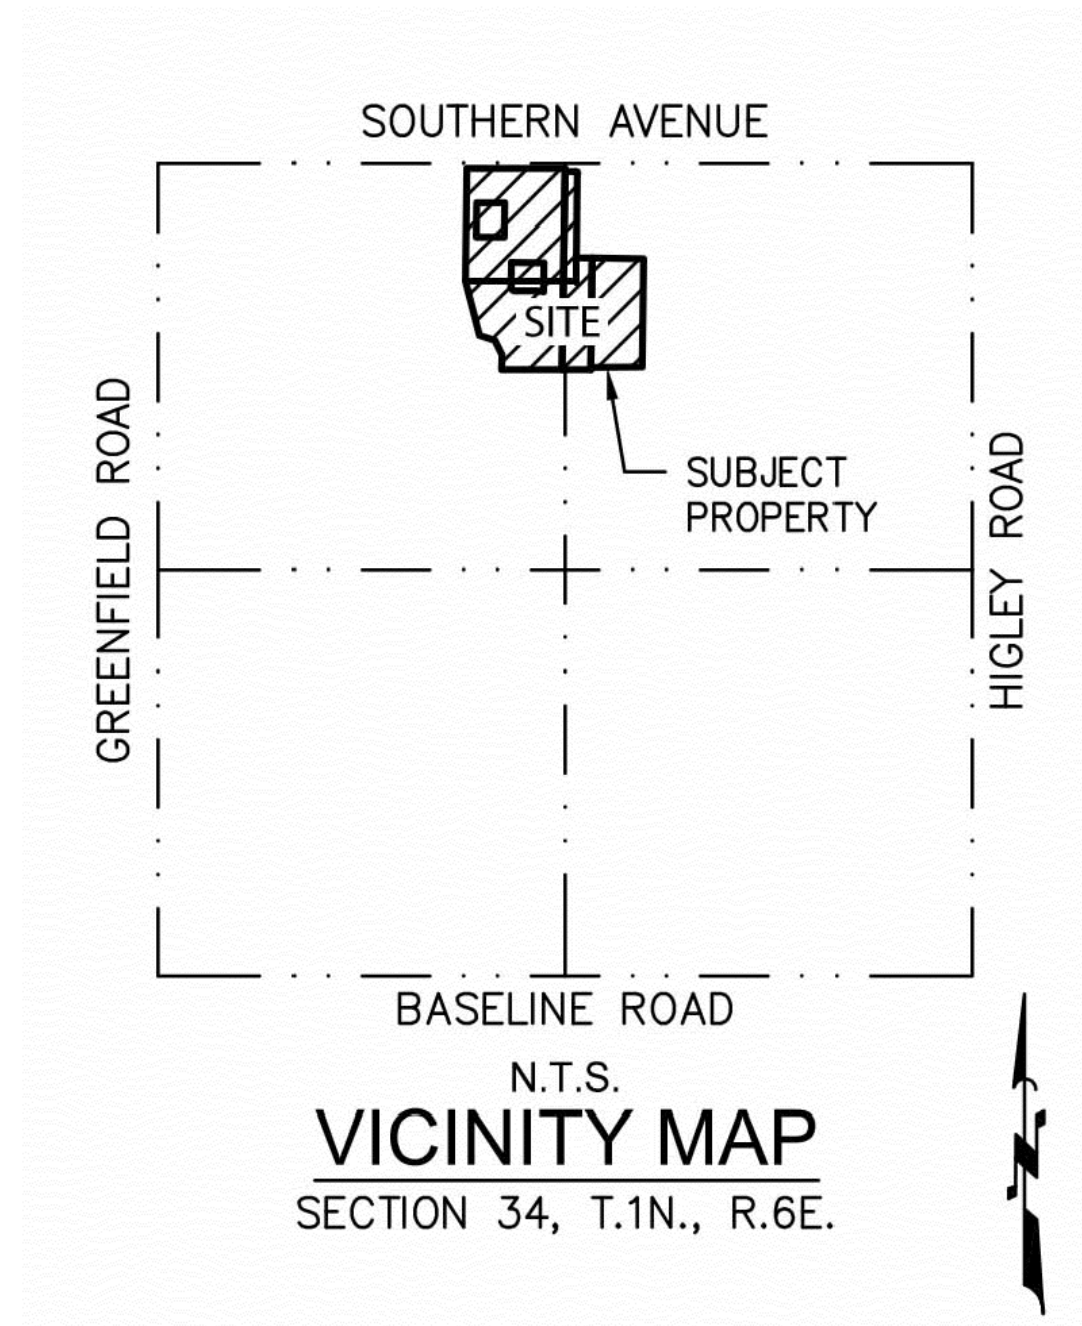 SOUTHERN AVENUE
SITE
GREENFIELD ROAD
SUBJECT
PROPERTY
HIGLEY ROAD
BASELINE ROAD
N.T.S.
VICINITY MAP
SECTION 34, T.1N., R.6E.